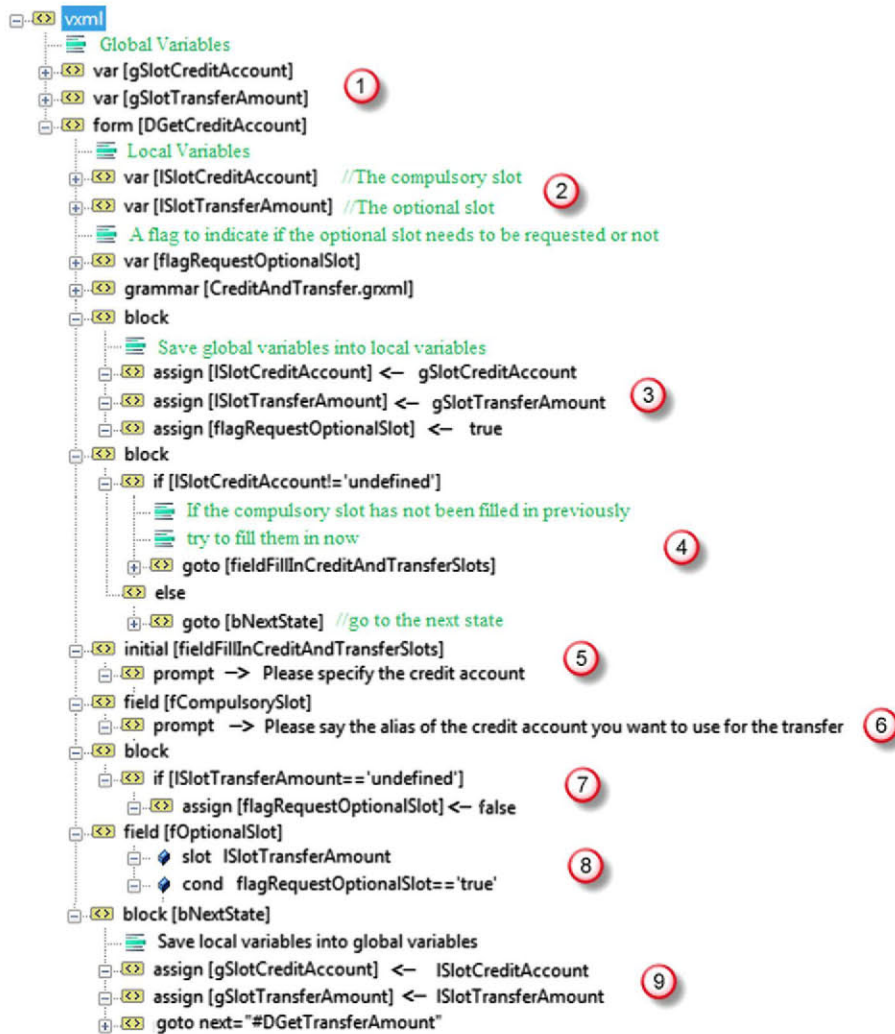 vxml
Global Variables
var [gSlotCreditAccount]
var [gSlotTransferAmount]
1
form [DGetCreditAccount]
Local Variables
var [lSlotCreditAccount] //The compulsory slot
var [lSlotTransferAmount] //The optional slot
2
A flag to indicate if the optional slot needs to be requested or not
var [flagRequestOptionalSlot]
grammar [CreditAndTransfer.grxml]
block
Save global variables into local variables
assign [lSlotCreditAccount] <– gSlotCreditAccount
assign [lSlotTransferAmount] <– gSlotTransferAmount
3
assign [flagRequestOptionalSlot] <– true
block
if [lSlotCreditAccount!='undefined']
If the compulsory slot has not been filled in previously
try to fill them in now
4
goto [fieldFillInCreditAndTransferSlots]
else
goto [bNextState] //go to the next state
initial [fieldFillInCreditAndTransferSlots]
5
prompt –> Please specify the credit account
field [fCompulsorySlot]
prompt –> Please say the alias of the credit account you want to use for the transfer
6
block
if [lSlotTransferAmount=='undefined']
7
assign [flagRequestOptionalSlot] <– false
field [fOptionalSlot]
slot lSlotTransferAmount
8
cond flagRequestOptionalSlot=='true'
block [bNextState]
Save local variables into global variables
assign [gSlotCreditAccount] <– lSlotCreditAccount
9
assign [gSlotTransferAmount] <– lSlotTransferAmount
goto next="#DGetTransferAmount"